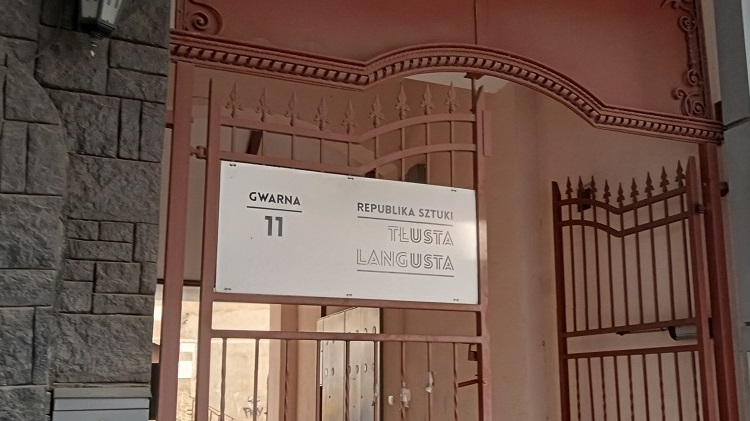 GWARNA
11
REPUBLIKA SZTUKI
TŁUSTA
LANGUSTA